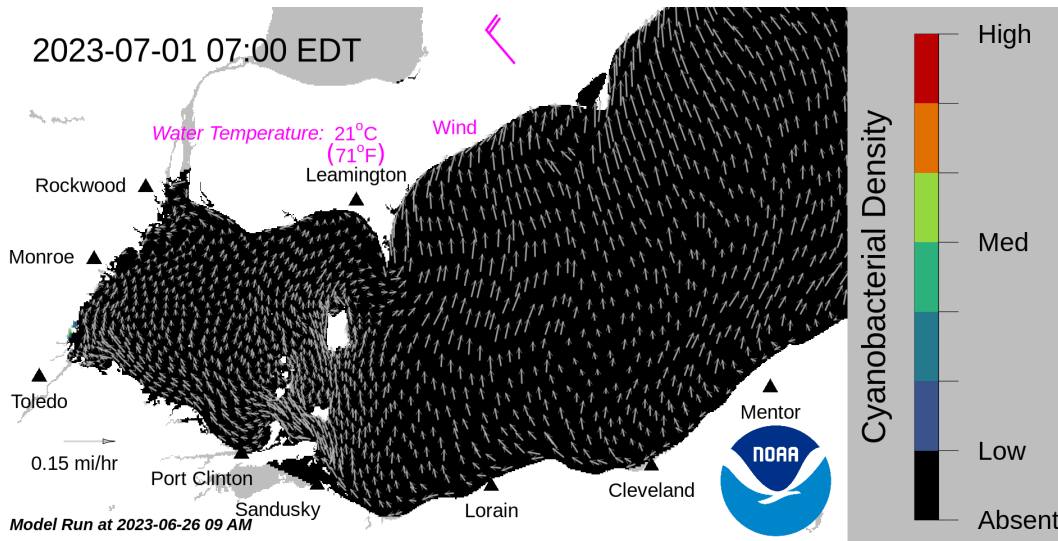 2023-07-01 07:00 EDT
High
Wind
Water Temperature: 21°C
(71°F)
Leamington
Rockwood
Cyanobacterial Density
Med
Monroe
Toledo
Mentor
0.15 mi/hr
NOAA
Low
Port Clinton
Cleveland
Sandusky
Lorain
Model Run at 2023-06-26 09 AM
Absent